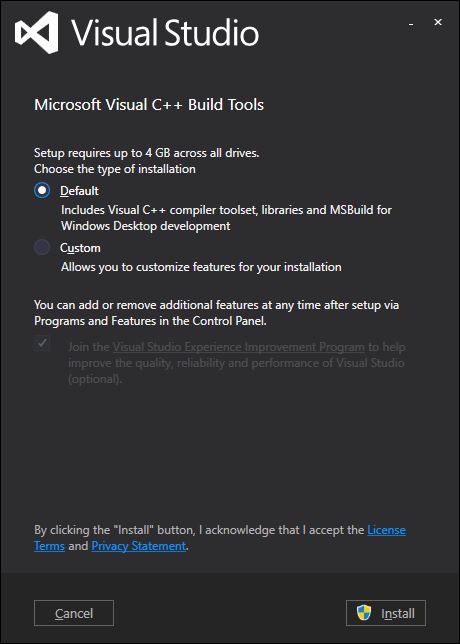 Visual Studio
Microsoft Visual C++ Build Tools
Setup requires up to 4 GB across all drives.
Choose the type of installation
Default
Includes Visual C++ compiler toolset, libraries and MSBuild for
Windows Desktop development
Custom
Allows you to customize features for your installation
You can add or remove additional features at any time after setup via
Programs and Features in the Control Panel.
Join the Visual Studio Experience Improvement Program to help
improve the quality, reliability and performance of Visual Studio
(optional).
By clicking the "Install" button, I acknowledge that I accept the License
Terms and Privacy Statement.
Cancel
Install